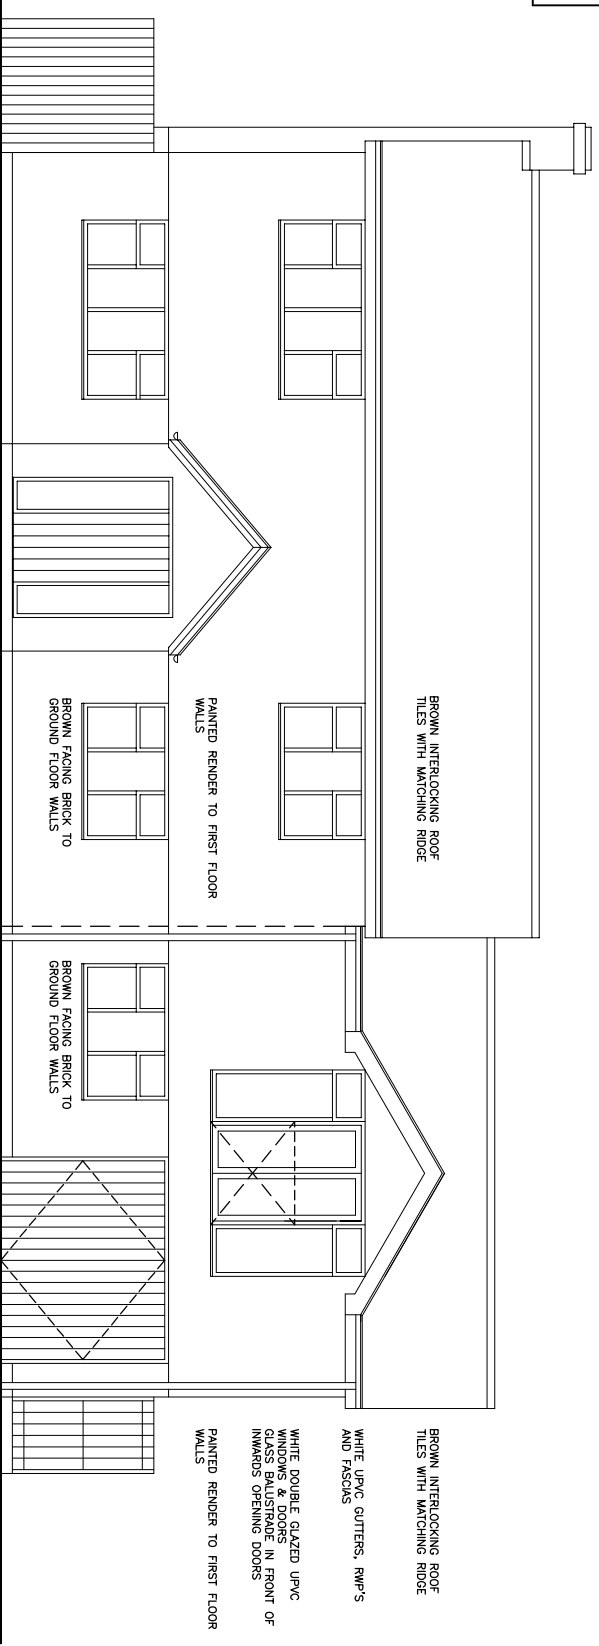 BROWN INTERLOCKING ROOF
TILES WITH MATCHING RIDGE
PAINTED RENDER TO FIRST FLOOR
WALLS
BROWN FACING BRICK TO
GROUND FLOOR WALLS
BROWN FACING BRICK TO
GROUND FLOOR WALLS
BROWN INTERLOCKING ROOF
TILES WITH MATCHING RIDGE
WHITE UPVC GUTTERS, RWP'S
AND FASCIAS
WHITE DOUBLE GLAZED UPVC
WINDOWS & DOORS
GLASS BALUSTRADE IN FRONT OF
INWARDS OPENING DOORS
PAINTED RENDER TO FIRST FLOOR
WALLS